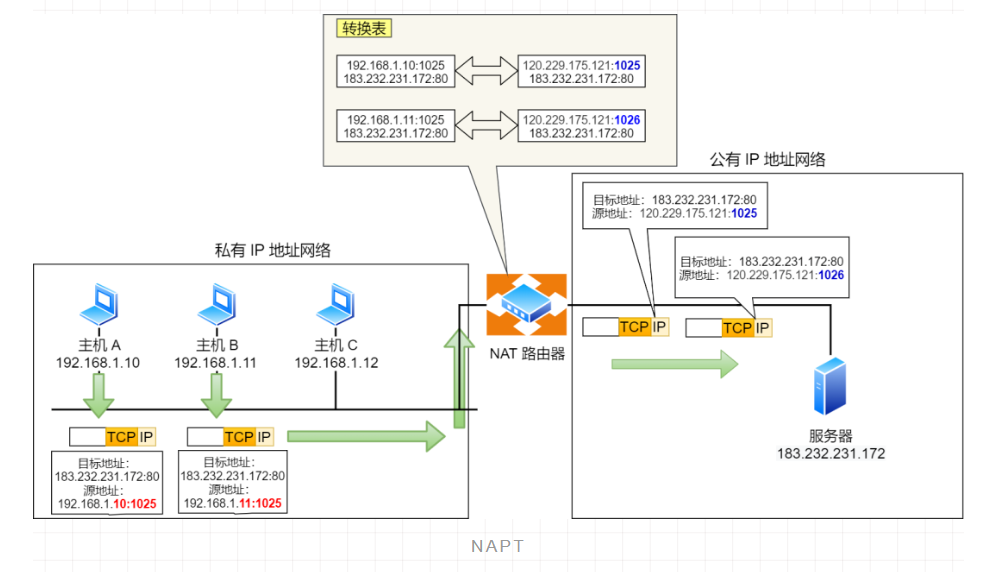 转换表
192.168.1.10:1025
183.232.231.172:80
120.229.175.121:1025
183.232.231.172:80
192.168.1.11:1025
183.232.231.172:80
120.229.175.121:1026
183.232.231.172:80
公有 IP 地址网络
目标地址：183.232.231.172:80
源地址：120.229.175.121:1025
目标地址：183.232.231.172:80
源地址：120.229.175.121:1026
私有 IP 地址网络
主机 A
192.168.1.10
主机 B
192.168.1.11
主机 C
192.168.1.12
NAT 路由器
TCP IP
TCP IP
TCP IP
目标地址：
183.232.231.172:80
源地址：
192.168.1.10:1025
TCP IP
目标地址：
183.232.231.172:80
源地址：
192.168.1.11:1025
服务器
183.232.231.172
NAPT